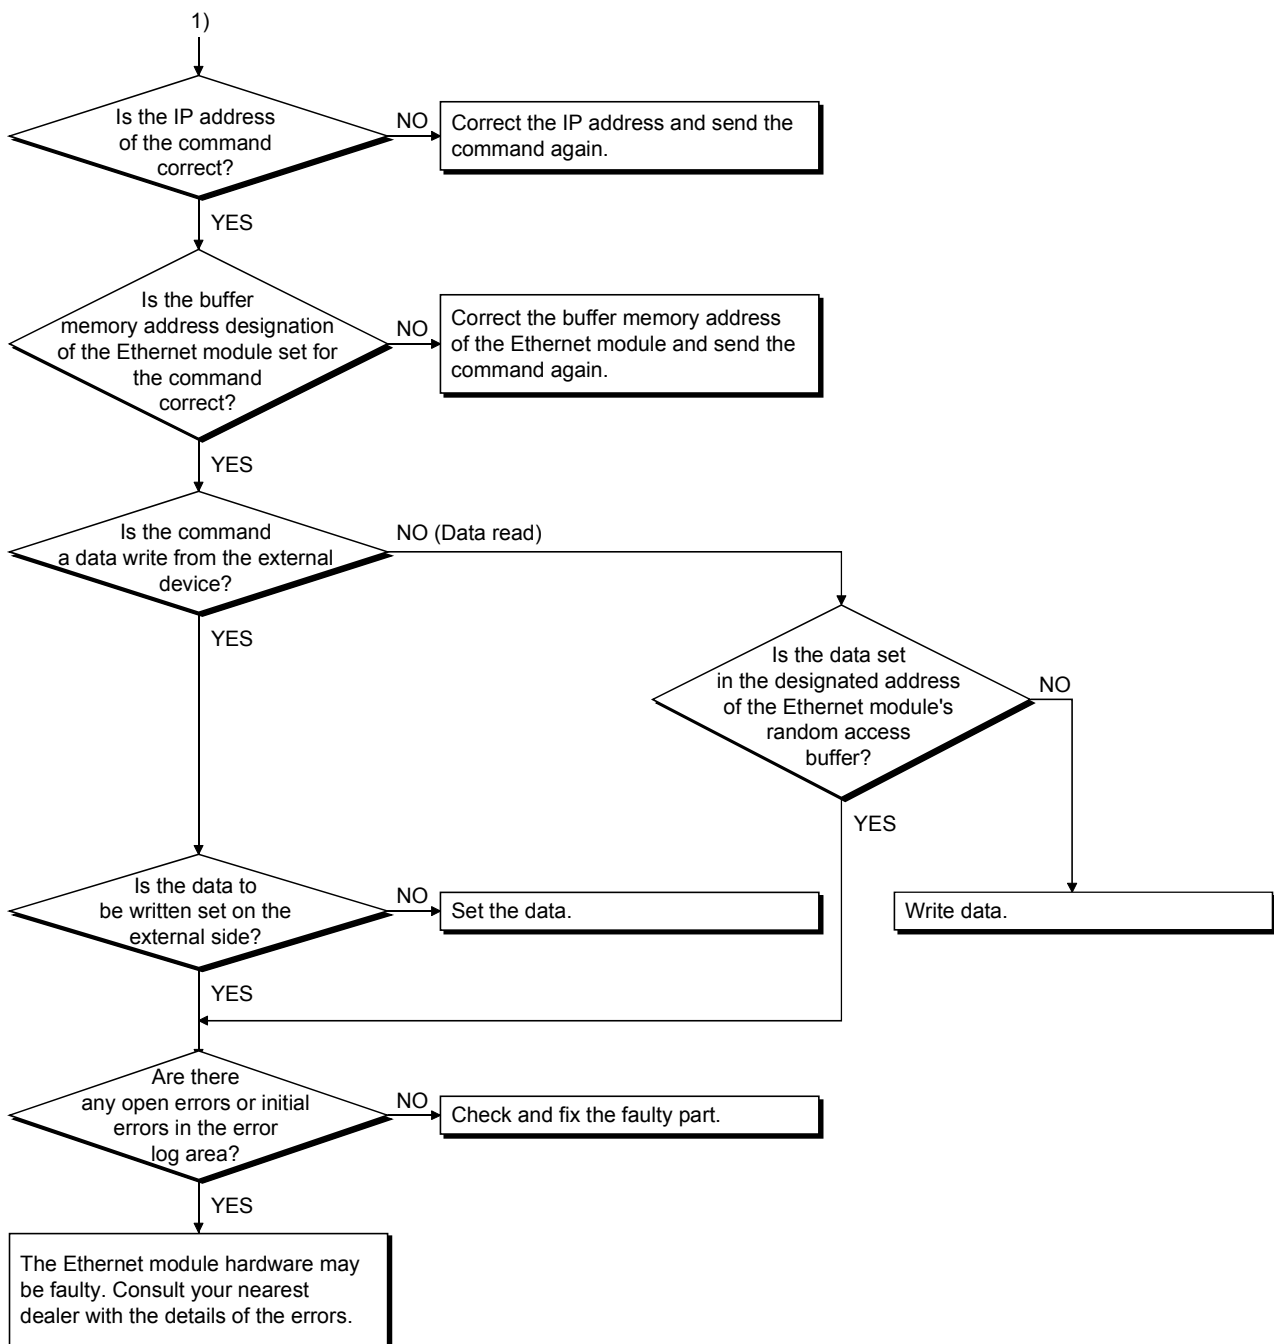 1)
Is the IP address
of the command
correct?
NO
Correct the IP address and send the
command again.
YES
Is the buffer
memory address designation
of the Ethernet module set for
the command
correct?
NO
Correct the buffer memory address
of the Ethernet module and send the
command again.
YES
Is the command
a data write from the external
device?
NO (Data read)
YES
Is the data set
in the designated address
of the Ethernet module's
random access
buffer?
NO
YES
Write data.
Is the data to
be written set on the
external side?
NO
Set the data.
YES
Are there
any open errors or initial
errors in the error
log area?
NO
Check and fix the faulty part.
YES
The Ethernet module hardware may
be faulty. Consult your nearest
dealer with the details of the errors.